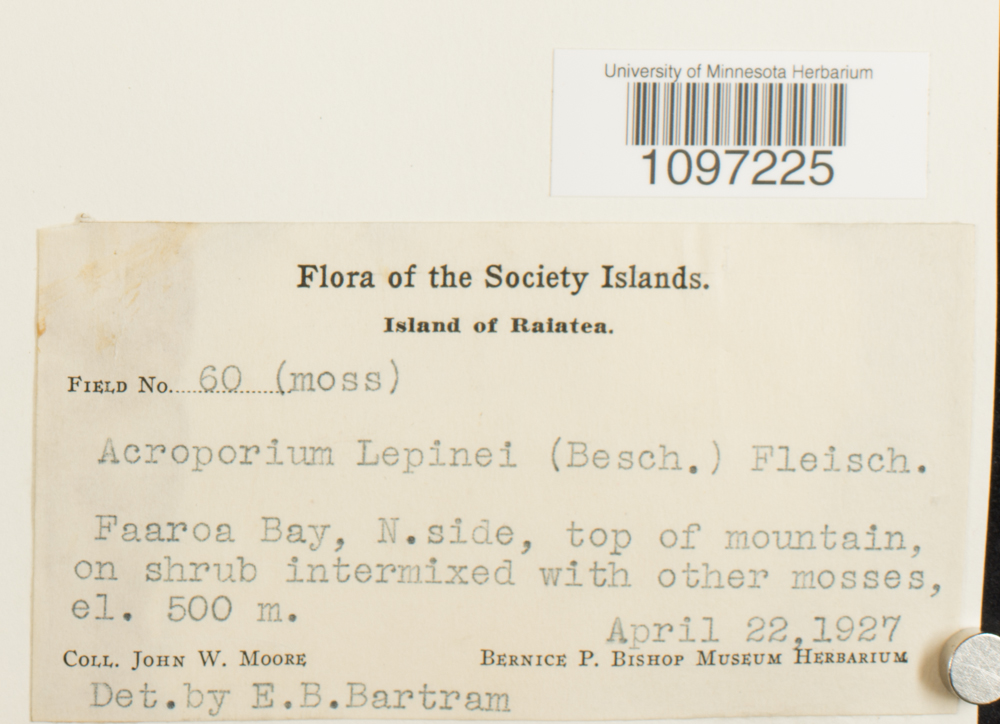 University of Minnesota Herbarium
1097225
Flora of the Society Islands.
Island of Raiatea.
Field No. 60 (moss)
Acroporium Lepinei (Besch.) Fleisch.
Faaroa Bay, N.side, top of mountain,
on shrub intermixed with other mosses,
el. 500 m.
April 22,1927
Coll. John W. Moore
Bernice P. Bishop Museum Herbarium
Det.by E.B.Bartram